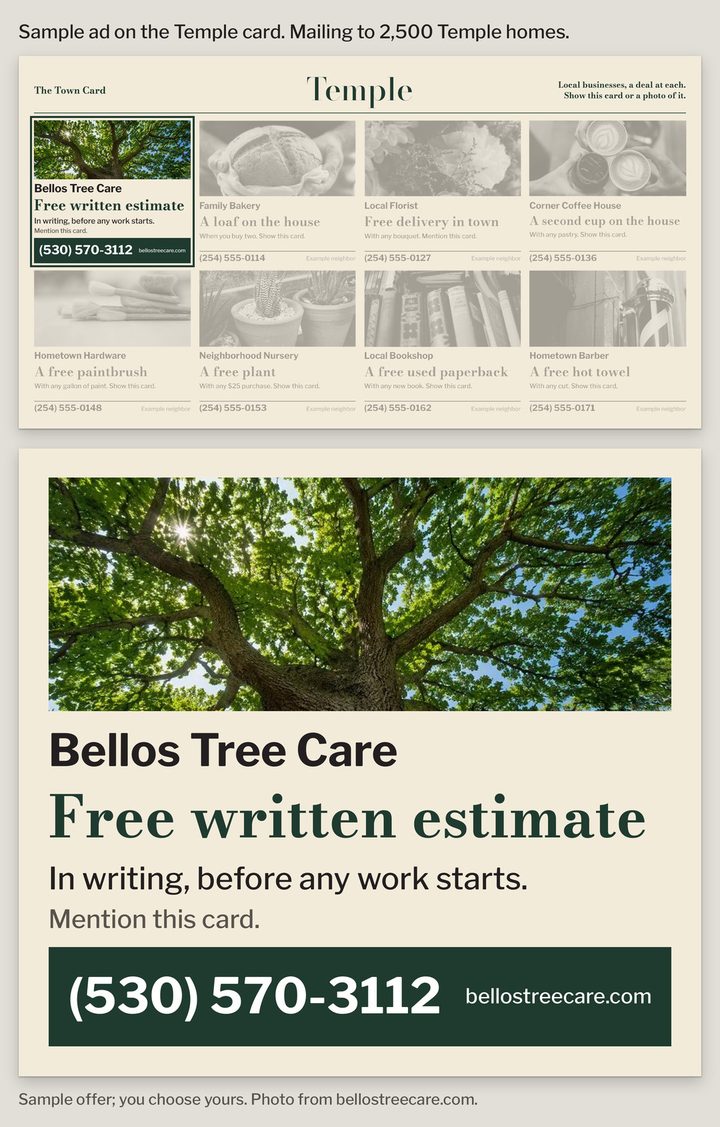 Sample ad on the Temple card. Mailing to 2,500 Temple homes.
The Town Card
Temple
Local businesses, a deal at each.
Show this card or a photo of it.
Bellos Tree Care
Free written estimate
In writing, before any work starts.
Mention this card.
(530) 570-3112 bellostreecare.com
Family Bakery
A loaf on the house
When you buy two. Show this card.
(254) 555-0114 Example neighbor
Local Florist
Free delivery in town
With any bouquet. Mention this card.
(254) 555-0127 Example neighbor
Corner Coffee House
A second cup on the house
With any pastry. Show this card.
(254) 555-0136 Example neighbor
Hometown Hardware
A free paintbrush
With any gallon of paint. Show this card.
(254) 555-0148 Example neighbor
Neighborhood Nursery
A free plant
With any $25 purchase. Show this card.
(254) 555-0153 Example neighbor
Local Bookshop
A free used paperback
With any new book. Show this card.
(254) 555-0162 Example neighbor
Hometown Barber
A free hot towel
With any cut. Show this card.
(254) 555-0171 Example neighbor
Bellos Tree Care
Free written estimate
In writing, before any work starts.
Mention this card.
(530) 570-3112 bellostreecare.com
Sample offer; you choose yours. Photo from bellostreecare.com.